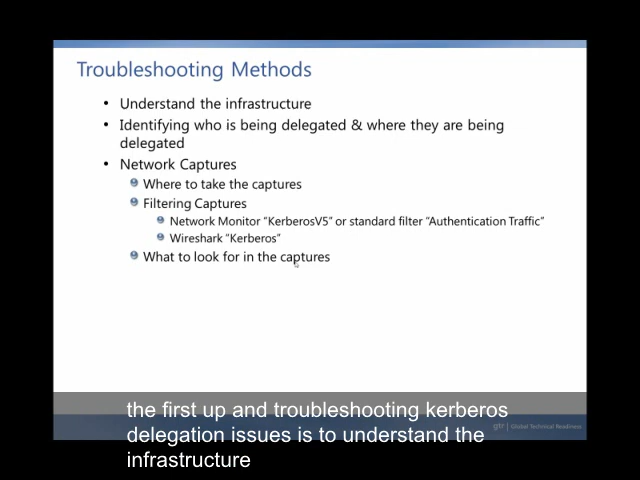 Troubleshooting Methods
• Understand the infrastructure
• Identifying who is being delegated & where they are being
delegated
• Network Captures
Where to take the captures
Filtering Captures
Network Monitor "KerberosV5" or standard filter "Authentication Traffic"
Wireshark "Kerberos"
What to look for in the captures
the first up and troubleshooting kerberos
delegation issues is to understand the
infrastructure
gtr | Global Technical Readiness